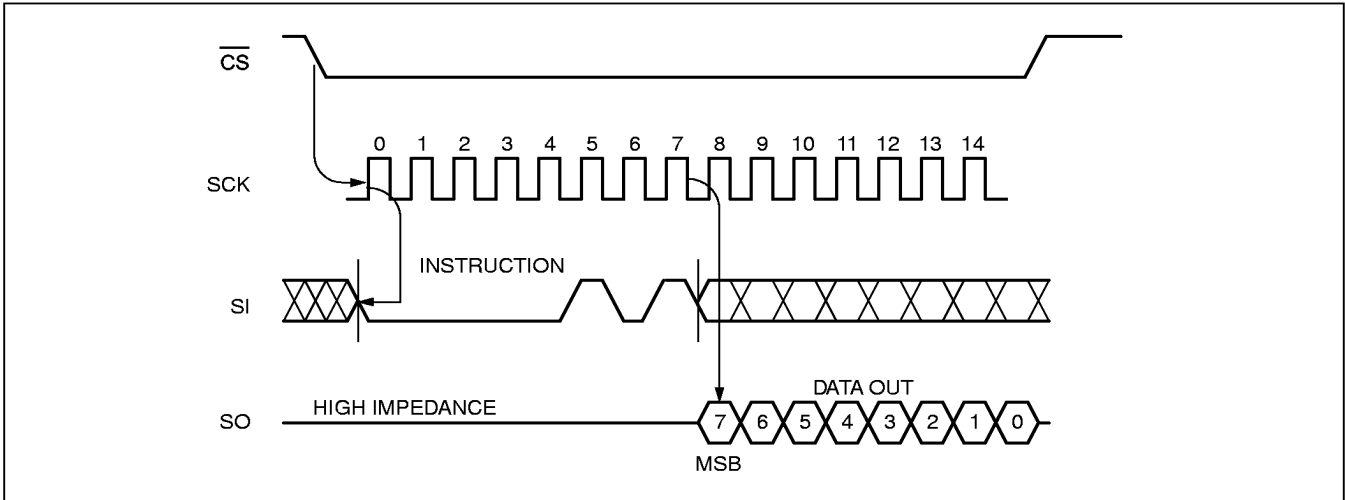 CS
0 1 2 3 4 5 6 7 8 9 10 11 12 13 14
SCK
INSTRUCTION
SI
DATA OUT
HIGH IMPEDANCE
SO
7 6 5 4 3 2 1 0
MSB